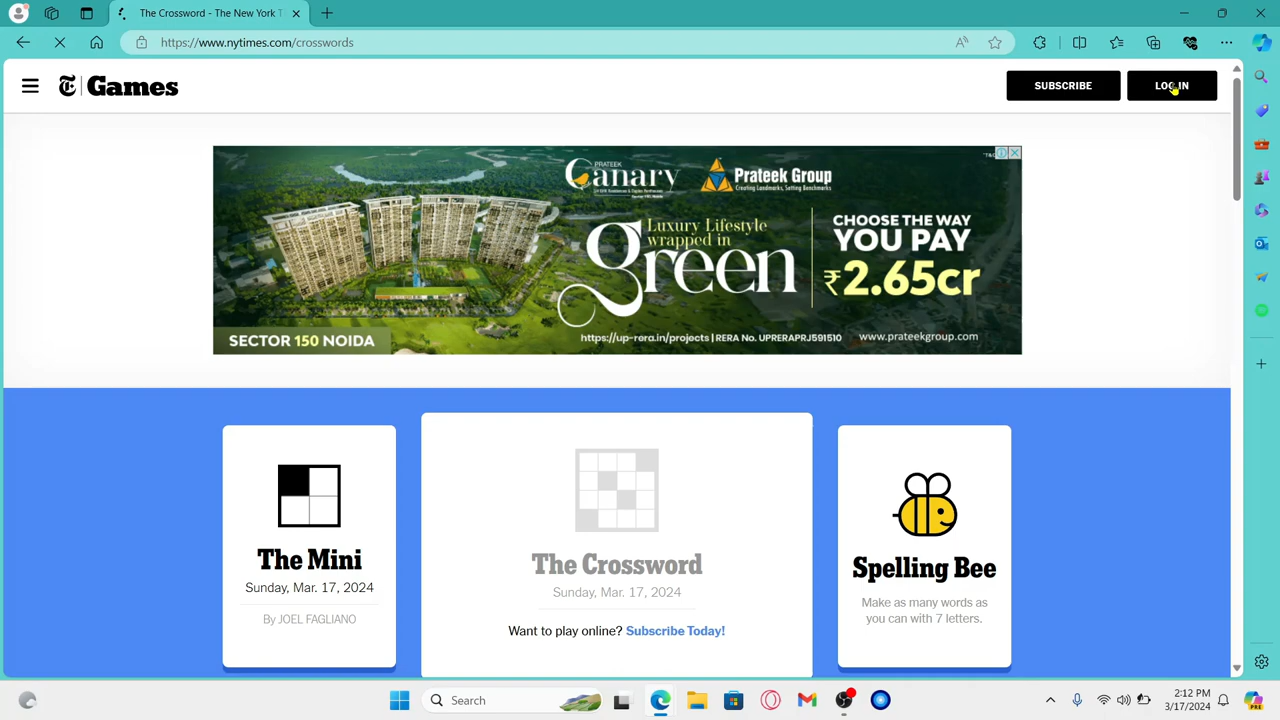 The Crossword - The New York T
https://www.nytimes.com/crosswords
Games
SUBSCRIBE
LOG IN
PRATEEK
Canary
Prateek Group
Creating Landmarks, Setting Benchmarks
Luxury Lifestyle
wrapped in
green
CHOOSE THE WAY
YOU PAY
₹2.65cr
SECTOR 150 NOIDA
https://up-rera.in/projects | RERA No. UPRERAPRJ591510
www.prateekgroup.com
The Mini
Sunday, Mar. 17, 2024
By JOEL FAGLIANO
The Crossword
Sunday, Mar. 17, 2024
Want to play online? Subscribe Today!
Spelling Bee
Make as many words as
you can with 7 letters.
Search
2:12 PM
3/17/2024